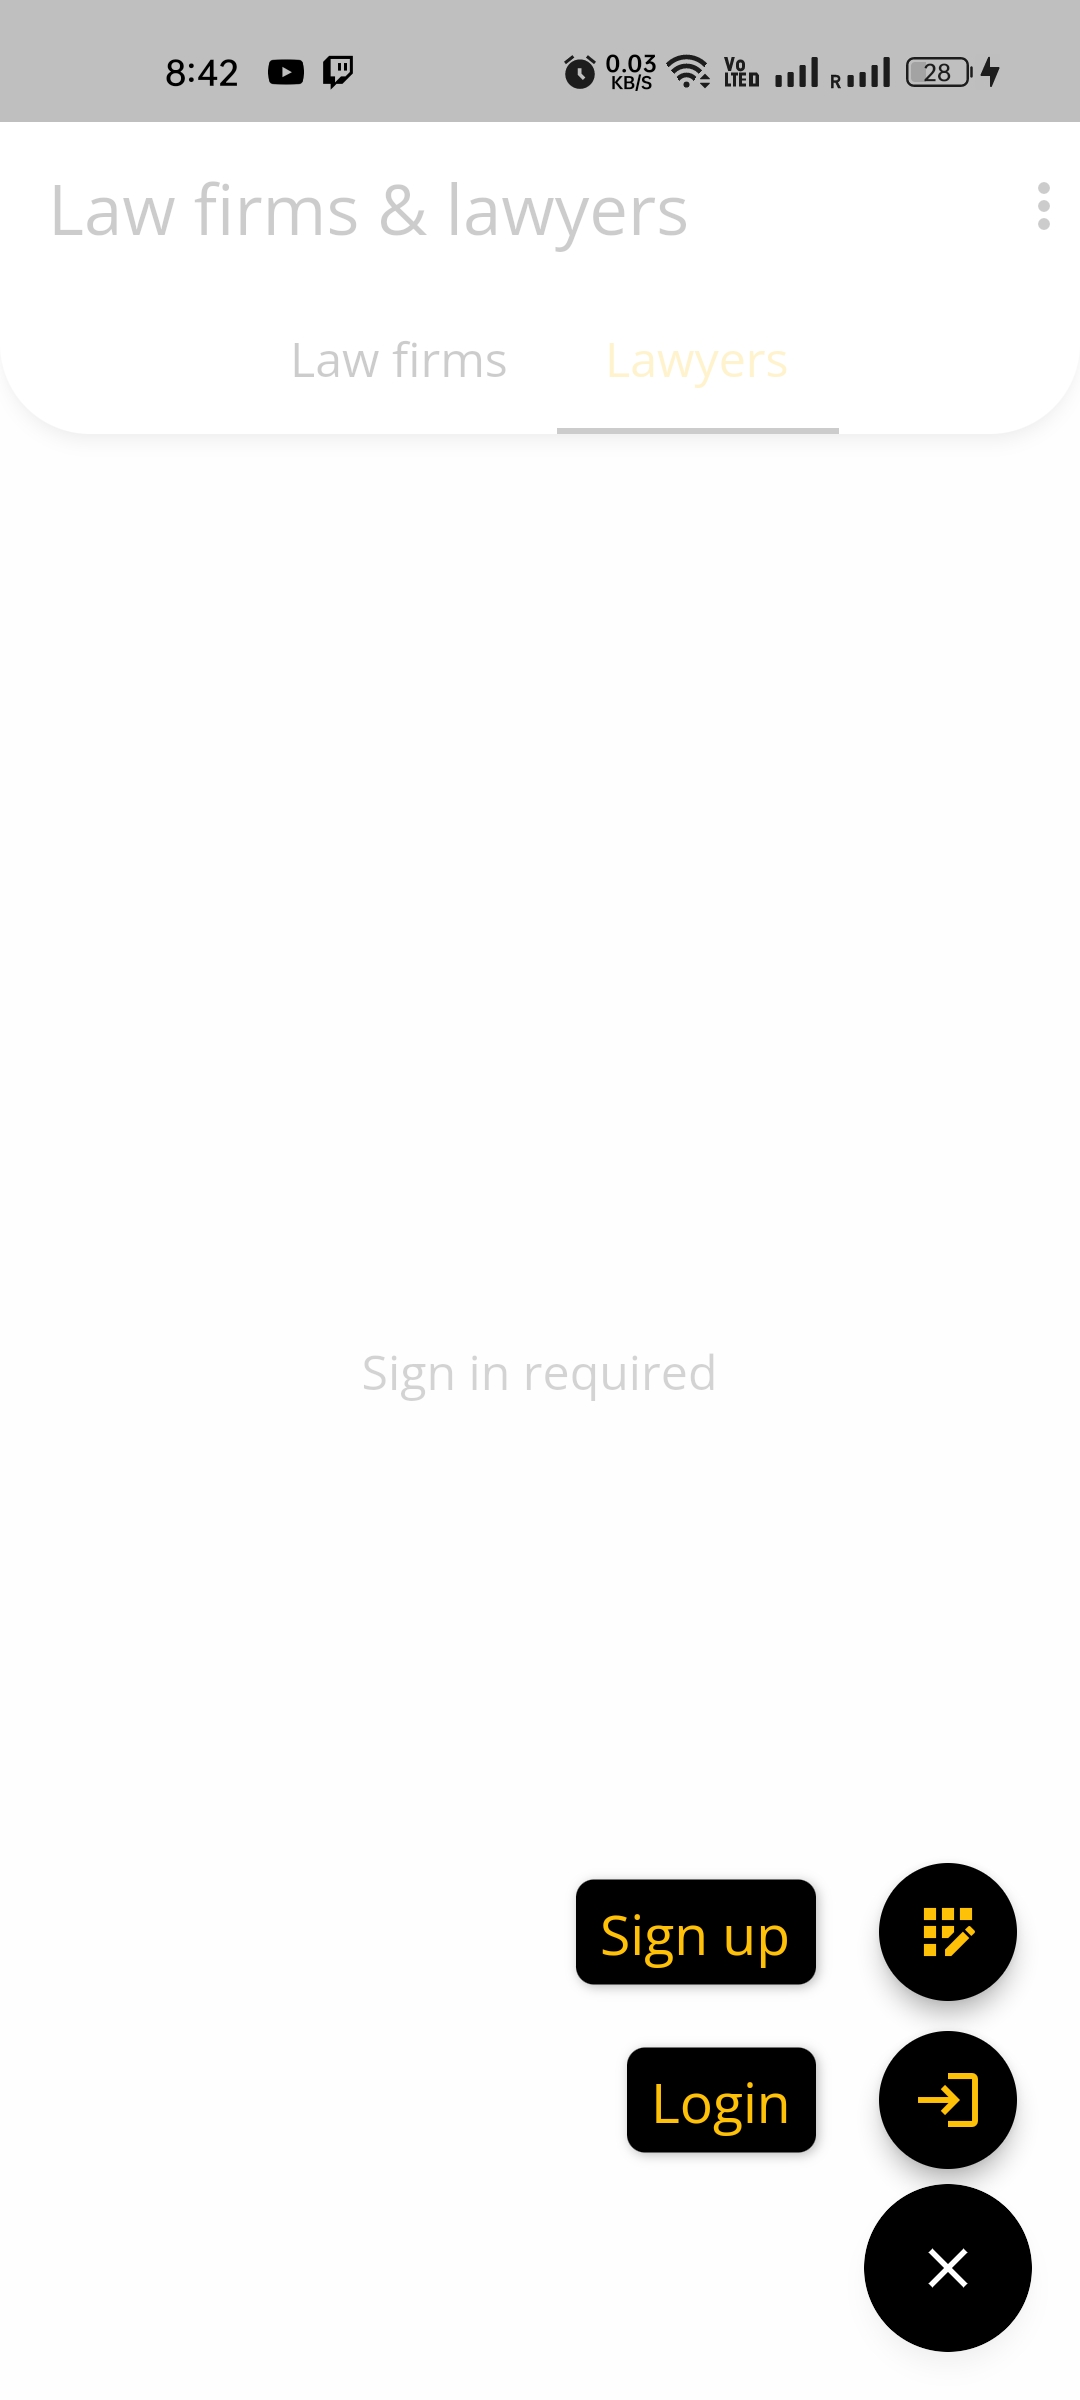 8:42
0.03
KB/S
Vo
LTED
R
28
Law firms & lawyers
Law firms
Lawyers
Sign in required
Sign up
Login